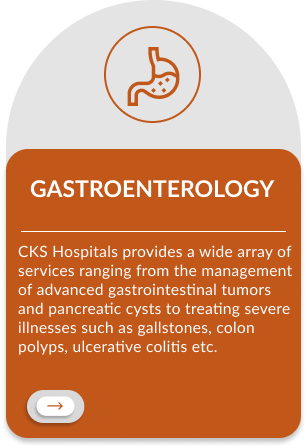 GASTROENTEROLOGY
CKS Hospitals provides a wide array of
services ranging from the management
of advanced gastrointestinal tumors
and pancreatic cysts to treating severe
illnesses such as gallstones, colon
polyps, ulcerative colitis etc.